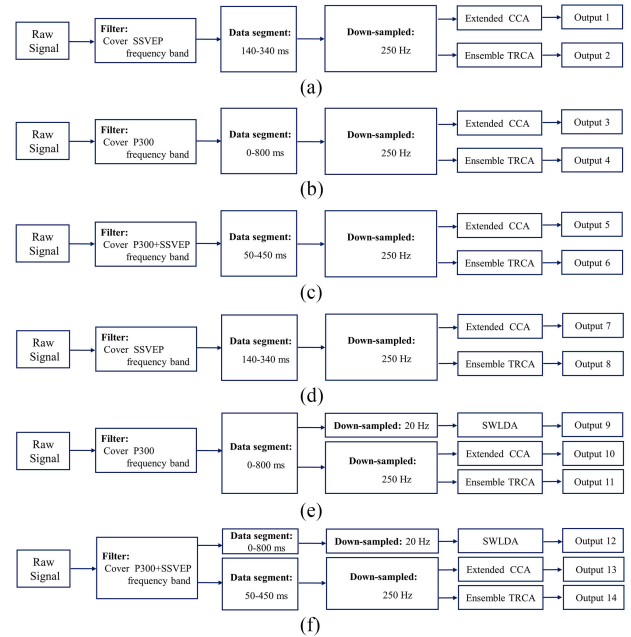 Raw
Signal
Filter:
Cover SSVEP
frequency band
Data segment:
140-340 ms
Down-sampled:
250 Hz
Extended CCA
Output 1
Ensemble TRCA
Output 2
(a)
Raw
Signal
Filter:
Cover P300
frequency band
Data segment:
0-800 ms
Down-sampled:
250 Hz
Extended CCA
Output 3
Ensemble TRCA
Output 4
(b)
Raw
Signal
Filter:
Cover P300+SSVEP
frequency band
Data segment:
50-450 ms
Down-sampled:
250 Hz
Extended CCA
Output 5
Ensemble TRCA
Output 6
(c)
Raw
Signal
Filter:
Cover SSVEP
frequency band
Data segment:
140-340 ms
Down-sampled:
250 Hz
Extended CCA
Output 7
Ensemble TRCA
Output 8
(d)
Raw
Signal
Filter:
Cover P300
frequency band
Data segment:
0-800 ms
Down-sampled: 20 Hz
SWLDA
Output 9
Down-sampled:
250 Hz
Extended CCA
Output 10
Ensemble TRCA
Output 11
(e)
Raw
Signal
Filter:
Cover P300+SSVEP
frequency band
Data segment:
0-800 ms
Down-sampled: 20 Hz
SWLDA
Output 12
Data segment:
50-450 ms
Down-sampled:
250 Hz
Extended CCA
Output 13
Ensemble TRCA
Output 14
(f)